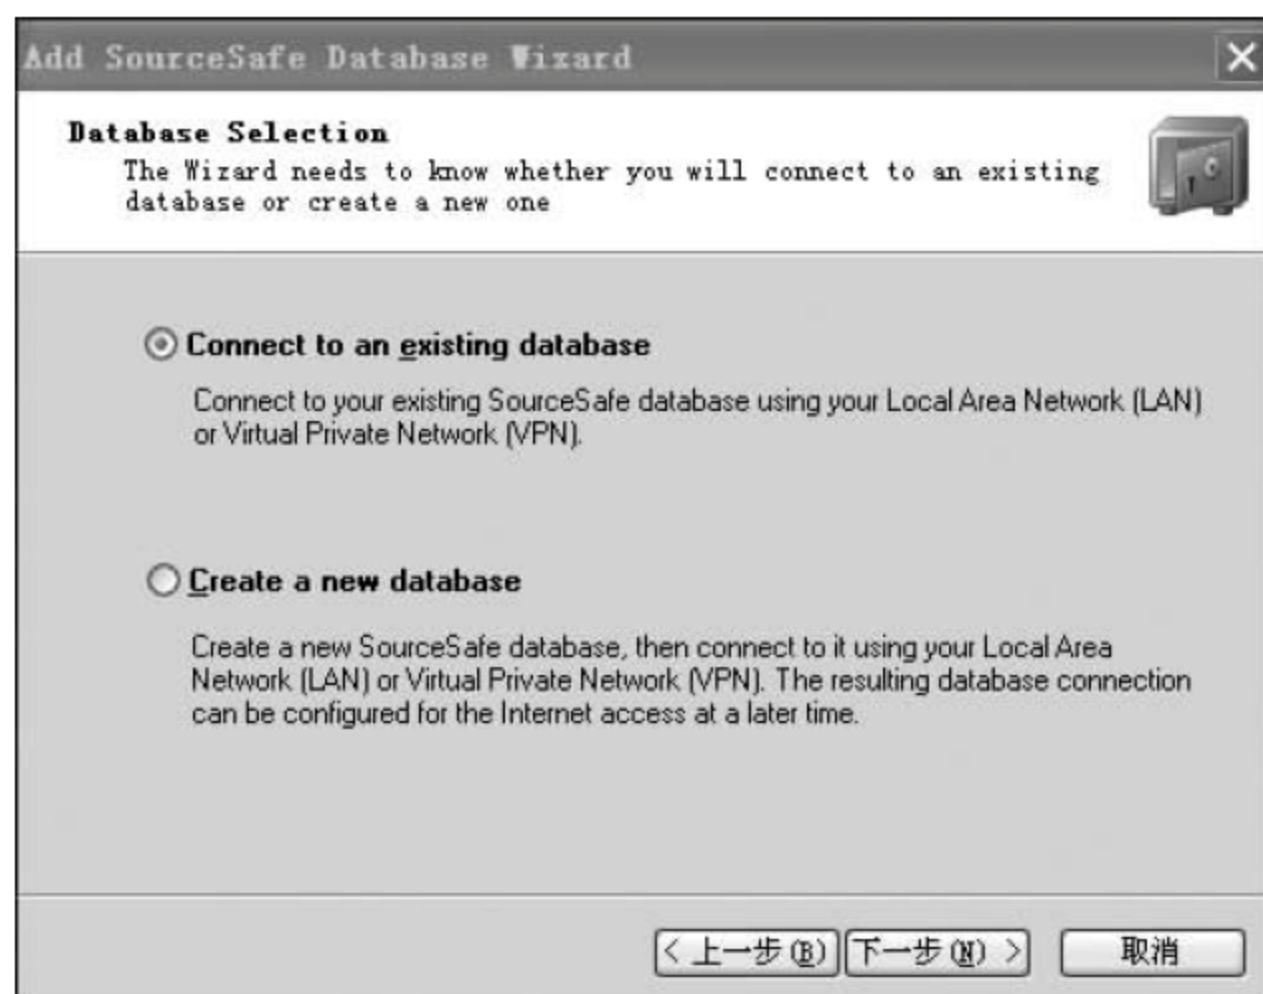 Add SourceSafe Database Wizard
Database Selection
The Wizard needs to know whether you will connect to an existing
database or create a new one
Connect to an existing database
Connect to your existing SourceSafe database using your Local Area Network (LAN)
or Virtual Private Network (VPN).
Create a new database
Create a new SourceSafe database, then connect to it using your Local Area
Network (LAN) or Virtual Private Network (VPN). The resulting database connection
can be configured for the Internet access at a later time.
< 上一步(B) 下一步(N) > 取消